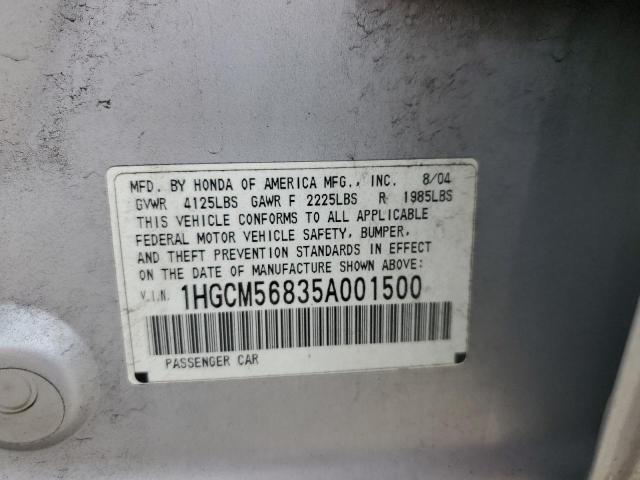 MFD. BY HONDA OF AMERICA MFG., INC. 8/04
GVWR 4125LBS GAWR F 2225LBS R 1985LBS
THIS VEHICLE CONFORMS TO ALL APPLICABLE
FEDERAL MOTOR VEHICLE SAFETY, BUMPER,
AND THEFT PREVENTION STANDARDS IN EFFECT
ON THE DATE OF MANUFACTURE SHOWN ABOVE:
V.I.N. 1HGCM56835A001500
PASSENGER CAR